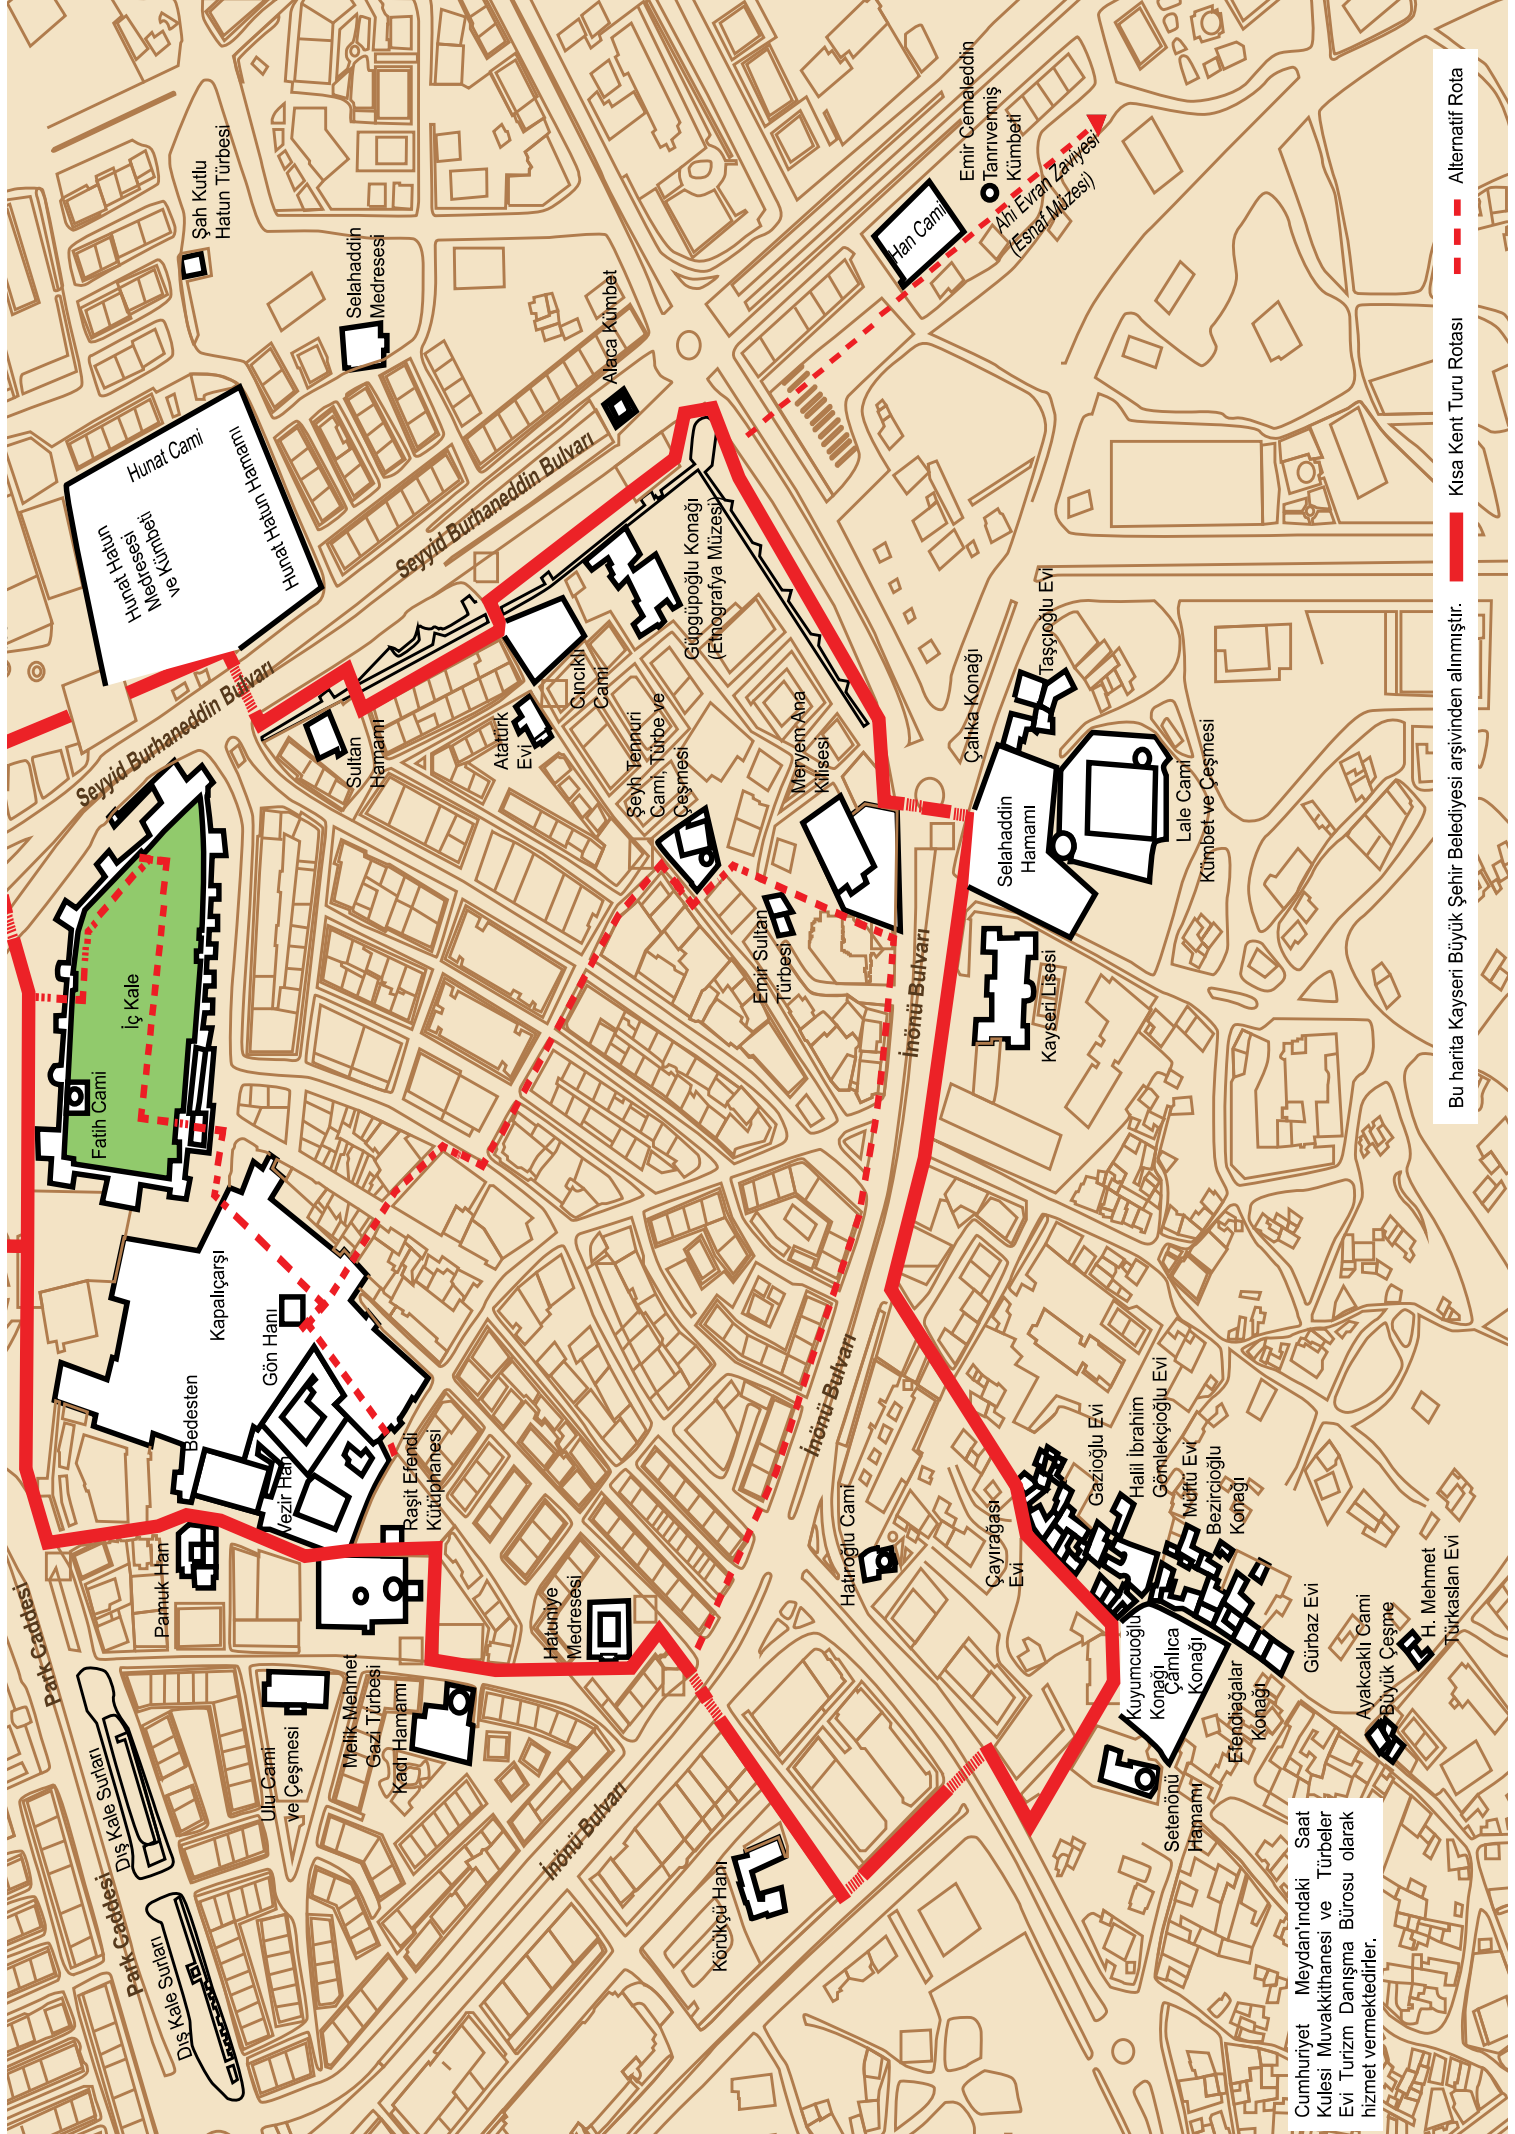 Şah Kutlu
Hatun Türbesi
Selahaddin
Medresesi
Hunat Cami
Hunat Hatun
Medresesi
ve Kümbeti
Hunat Hatun Hamamı
Alaca Kümbet
Emir Cemaleddin
Tanrıvermiş
Kümbeti
Han Camii
Ahi Evran Zaviyesi
(Esnaf Müzesi)
Seyyid Burhaneddin Bulvarı
Seyyid Burhaneddin Bulvarı
Sultan
Hamamı
Atatürk
Evi
Cıncıklı
Cami
Güpgüpoğlu Konağı
(Etnografya Müzesi)
Şeyh Tennuri
Cami, Türbe ve
Çeşmesi
Meryem Ana
Kilisesi
Emir Sultan
Türbesi
Çalıka Konağı
Taşçıoğlu Evi
Selahaddin
Hamamı
Lale Cami
Kümbet ve Çeşmesi
Kayseri Lisesi
İnönü Bulvarı
İç Kale
Fatih Cami
Kapalıçarşı
Gön Hanı
Bedesten
Vezir Han
Raşit Efendi
Kütüphanesi
Pamuk Han
Park Caddesi
Park Caddesi
Dış Kale Surları
Dış Kale Surları
Ulu Cami
ve Çeşmesi
Melik Mehmet
Gazi Türbesi
Kadı Hamamı
Hatuniye
Medresesi
İnönü Bulvarı
İnönü Bulvarı
Körükçü Hanı
Hatıroğlu Cami
Çayırağası
Evi
Gazioğlu Evi
Halil İbrahim
Gömlekçioğlu Evi
Müftü Evi
Bezircioğlu
Konağı
Kuyumcuoğlu
Konağı
Çamlıca
Konağı
Efendiağalar
Konağı
Gürbaz Evi
Setenönü
Hamamı
Ayakcaklı Cami
Büyük Çeşme
H. Mehmet
Türkaslan Evi
Cumhuriyet Meydan'ındaki Saat
Kulesi Muvakkithanesi ve Türbeler
Evi Turizm Danışma Bürosu olarak
hizmet vermektedirler.
Bu harita Kayseri Büyük Şehir Belediyesi arşivinden alınmıştır.
Kısa Kent Turu Rotası
Alternatif Rota